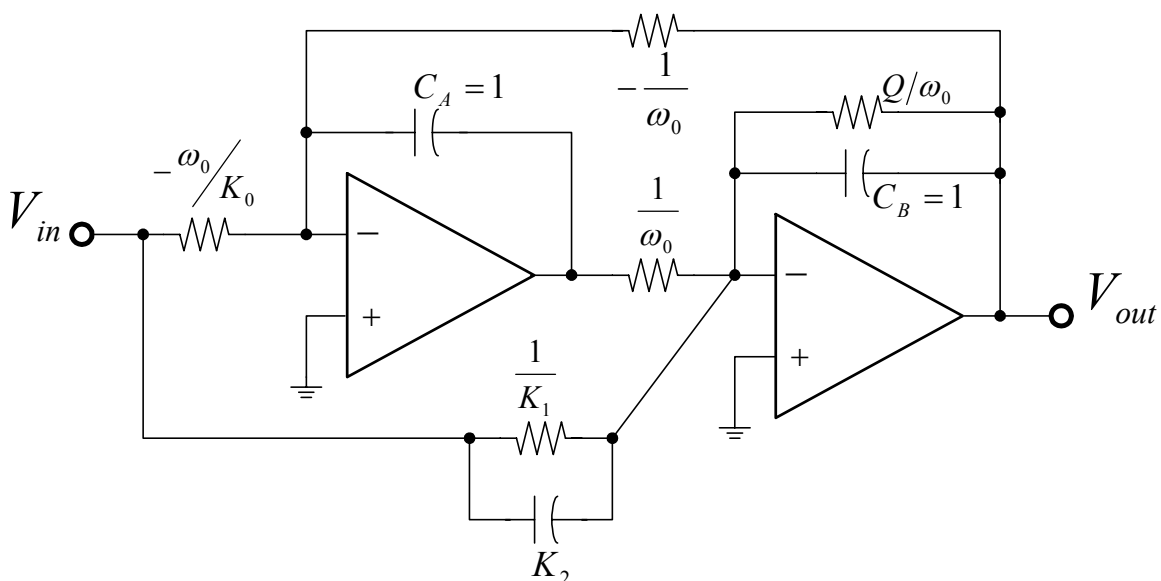 -1/ω₀
C_A = 1
Q/ω₀
-ω₀/K₀
C_B = 1
V_in
1/ω₀
−
−
+
V_out
+
1/K₁
K₂